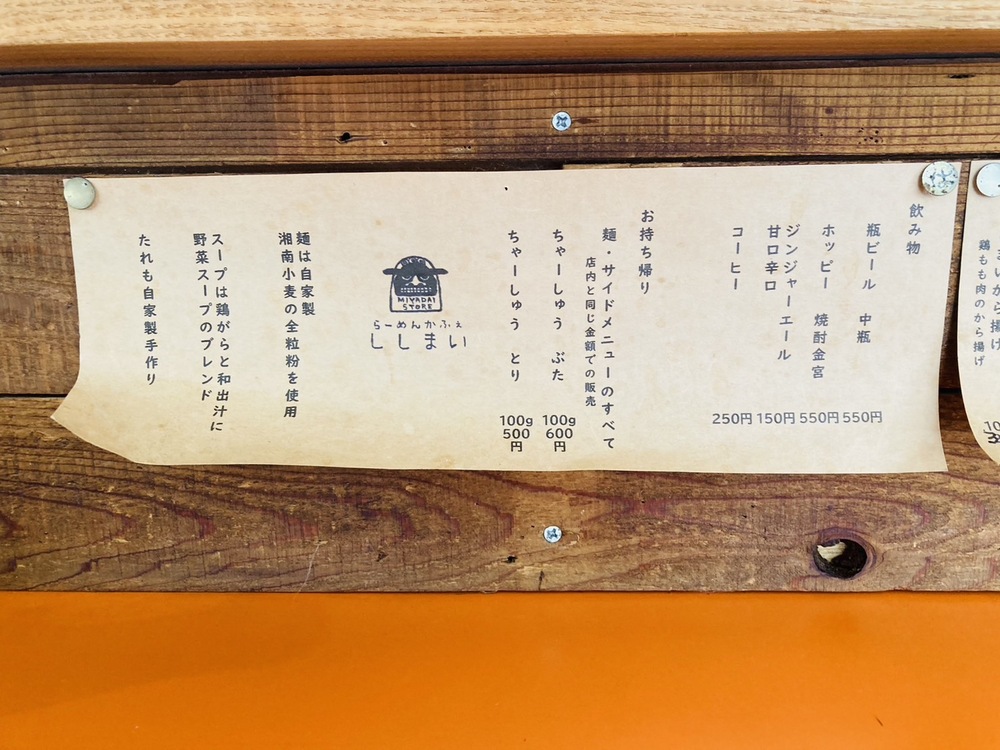 飲み物
瓶ビール 中瓶 550円
ホッピー 焼酎金宮 550円
ジンジャーエール
甘口辛口 150円
コーヒー 250円
お持ち帰り
麺・サイドメニューのすべて
店内と同じ金額での販売
ちゃーしゅう ぶた 100g 600円
ちゃーしゅう とり 100g 500円
MIYADAI
STORE
らーめんかふぇ
ししまい
麺は自家製
湘南小麦の全粒粉を使用
スープは鶏がらと和出汁に
野菜スープのブレンド
たれも自家製手作り
から揚げ
鶏もも肉のから揚げ